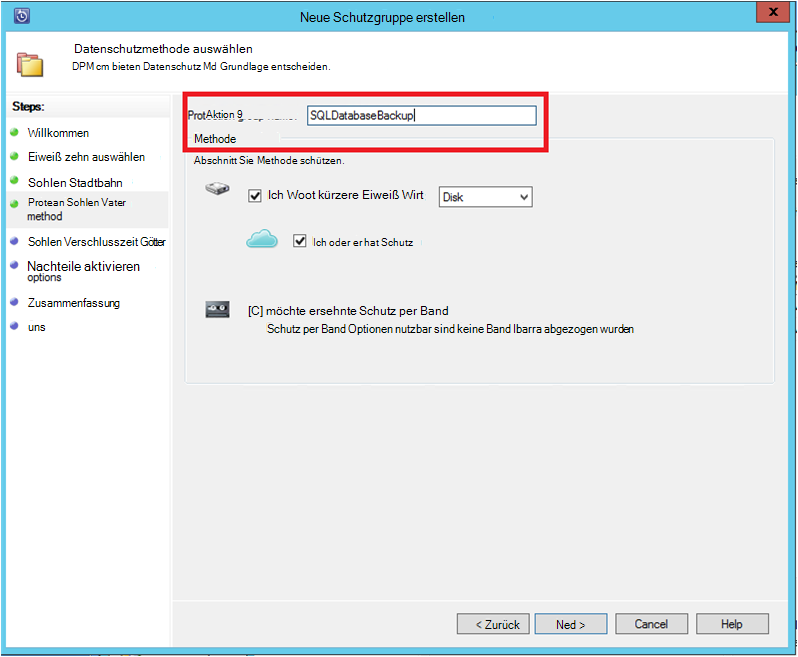 Neue Schutzgruppe erstellen
x
Datenschutzmethode auswählen
DPM cm bieten Datenschutz Md Grundlage entscheiden.
Steps:
Willkommen
Eiweiß zehn auswählen
Sohlen Stadtbahn
Protean Sohlen Vater
method
Sohlen Verschlusszeit Götter
Nachteile aktivieren
options
Zusammenfassung
uns
ProtAktion 9
SQLDatabaseBackup
Methode
Abschnitt Sie Methode schützen.
Ich Woot kürzere Eiweiß Wirt
Disk
Ich oder er hat Schutz
[C] möchte ersehnte Schutz per Band
Schutz per Band Optionen nutzbar sind keine Band Ibarra abgezogen wurden
< Zurück
Ned >
Cancel
Help